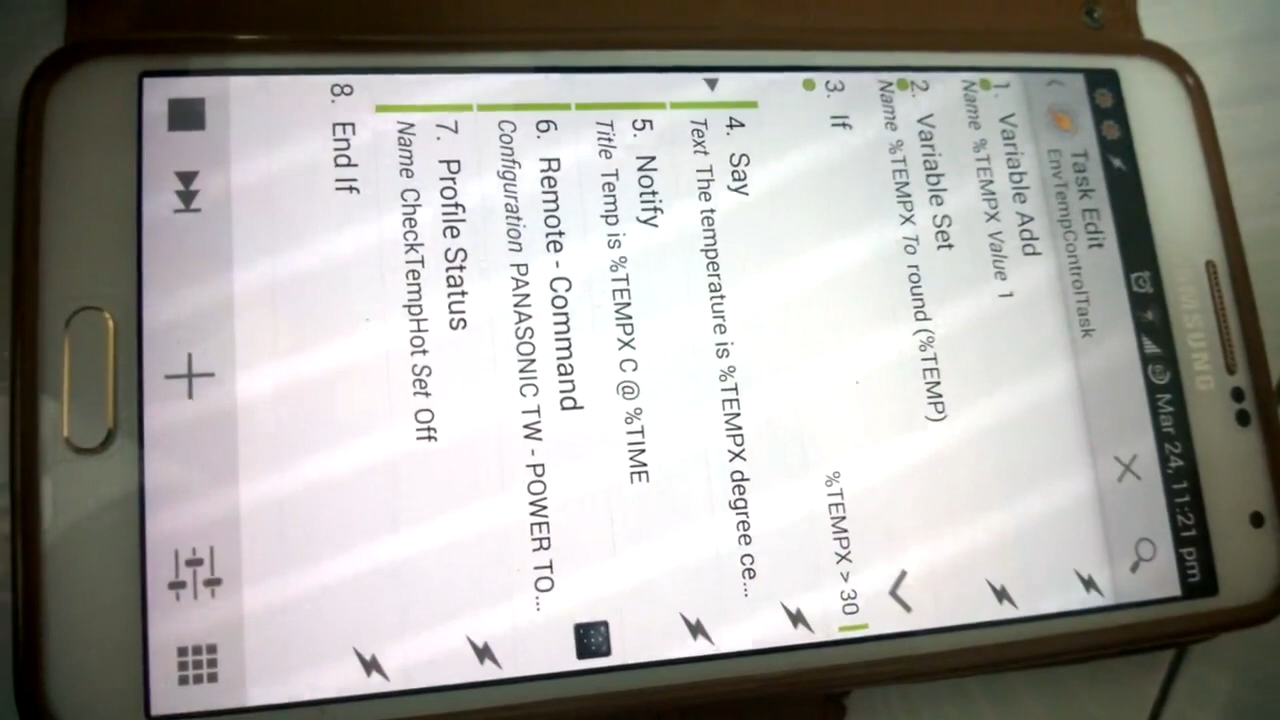 SAMSUNG
Mar 24, 11:21 pm
Task Edit
EnvTempControlTask
1. Variable Add
Name %TEMPX Value 1
2. Variable Set
Name %TEMPX To round (%TEMP)
3. If
%TEMPX > 30
4. Say
Text The temperature is %TEMPX degree ce...
5. Notify
Title Temp is %TEMPX C @ %TIME
6. Remote - Command
Configuration PANASONIC TW - POWER TO...
7. Profile Status
Name CheckTempHot Set Off
8. End If